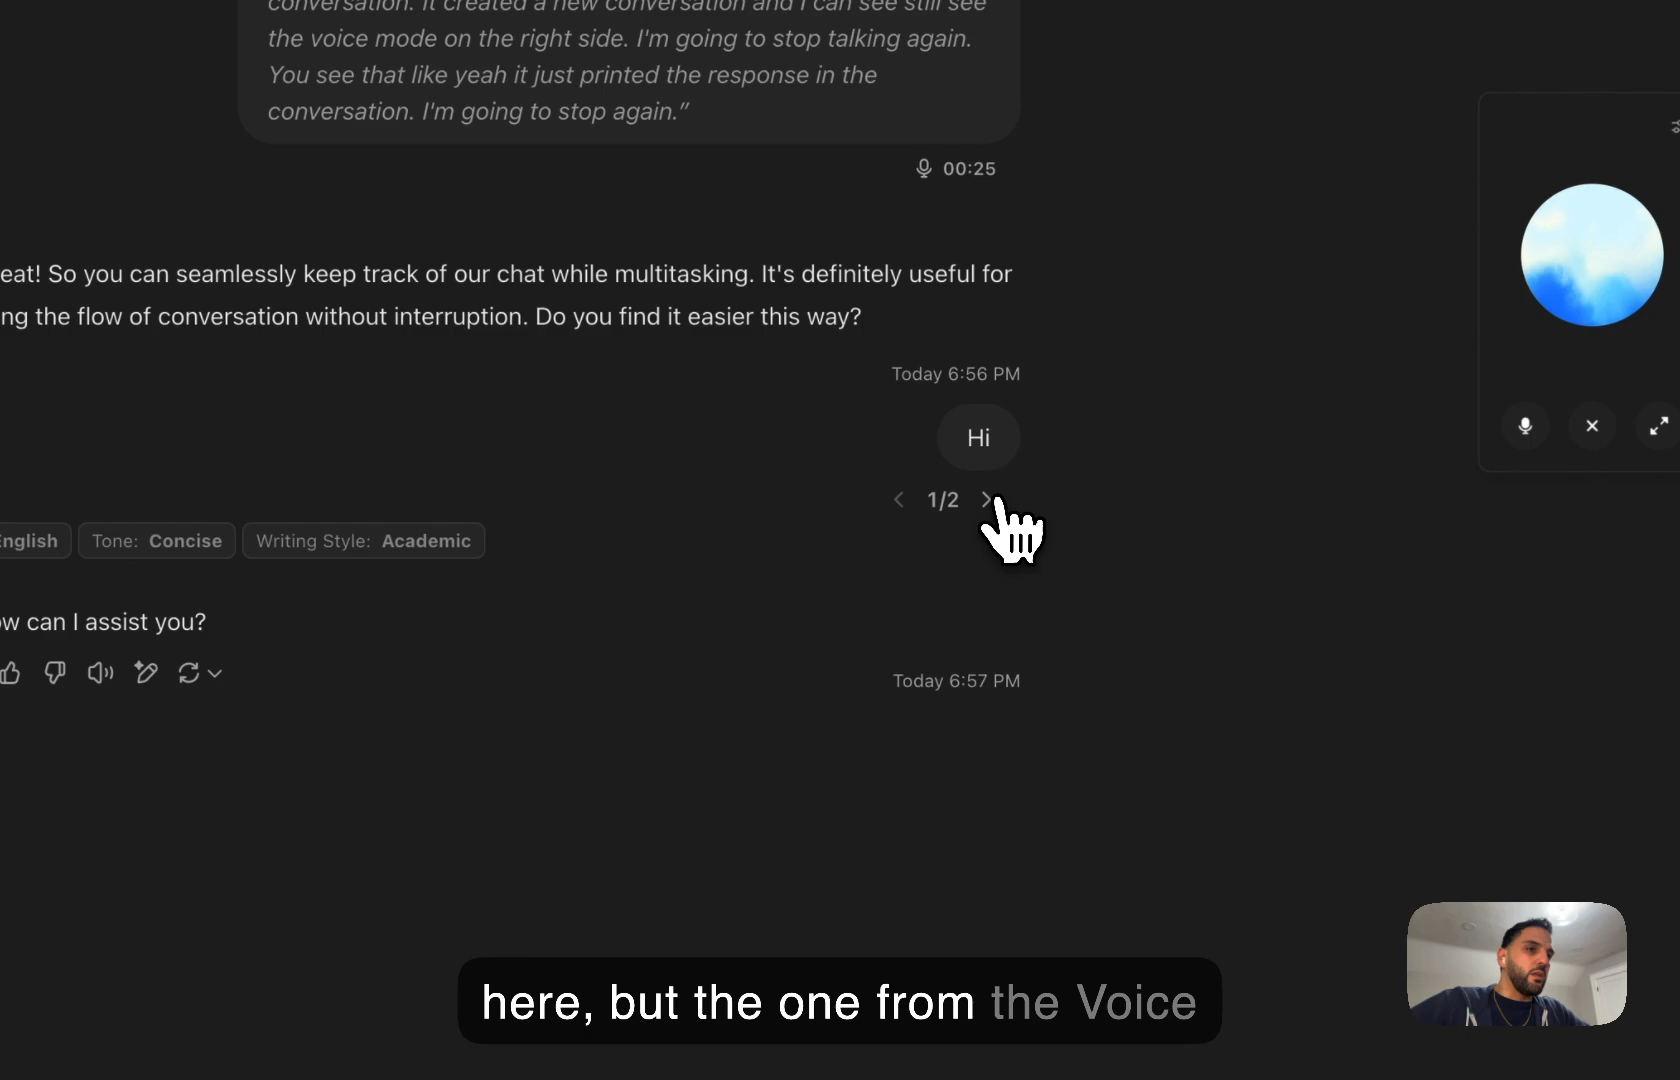 conversation. It created a new conversation and I can see still see
the voice mode on the right side. I'm going to stop talking again.
You see that like yeah it just printed the response in the
conversation. I'm going to stop again.”
00:25
eat! So you can seamlessly keep track of our chat while multitasking. It's definitely useful for
ng the flow of conversation without interruption. Do you find it easier this way?
Today 6:56 PM
Hi
1/2
English
Tone: Concise
Writing Style: Academic
ow can I assist you?
Today 6:57 PM
here, but the one from the Voice